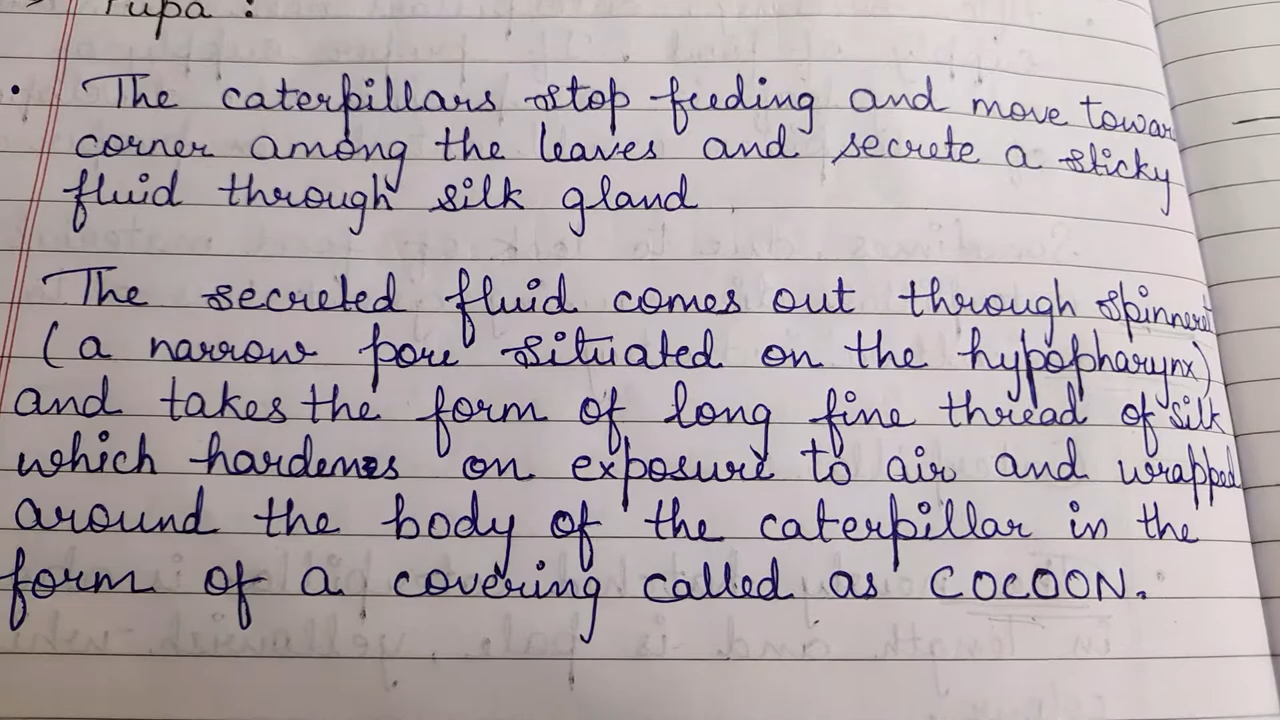 Pupa :
• The caterpillars stop feeding and move towar
corner among the leaves and secrete a sticky
fluid through silk gland
The secreted fluid comes out through spinneret
(a narrow pore situated on the hypopharynx)
and takes the form of long fine thread of silk
which hardenes on exposure to air and wrapped
around the body of the caterpillar in the
form of a covering called as COCOON.